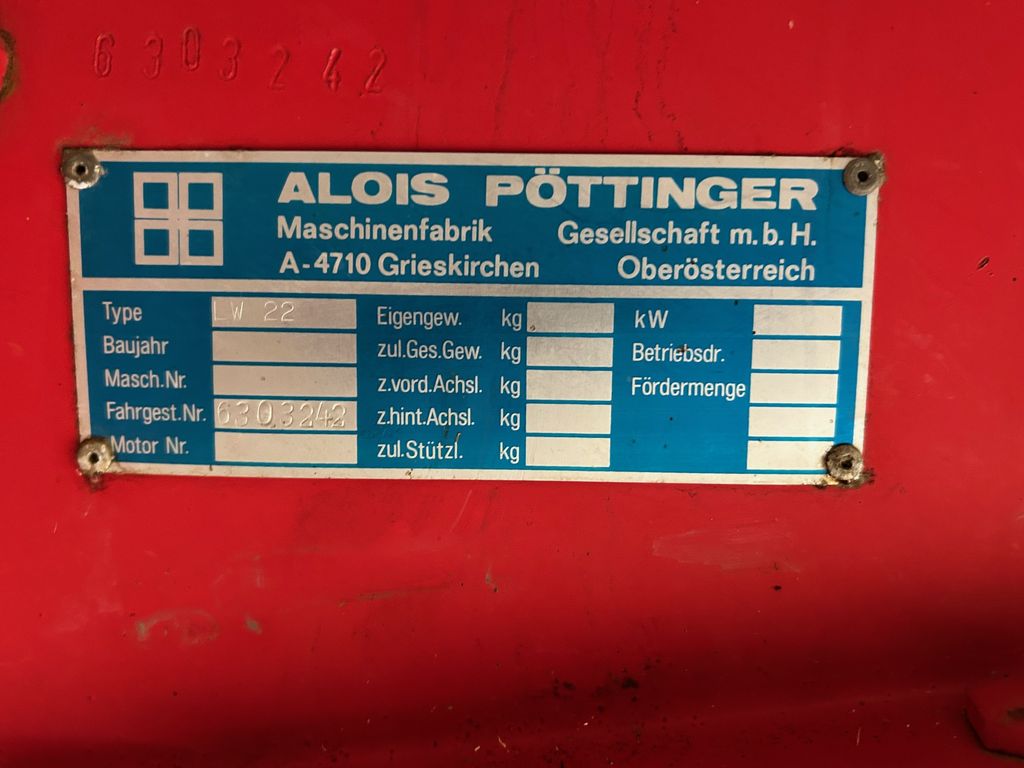 6303242
ALOIS PÖTTINGER
Maschinenfabrik Gesellschaft m.b.H.
A-4710 Grieskirchen Oberösterreich
Type LW 22 Eigengew. kg kW
Baujahr zul.Ges.Gew. kg Betriebsdr.
Masch.Nr. z.vord.Achsl. kg Fördermenge
Fahrgest.Nr. 6303242 z.hint.Achsl. kg
Motor Nr. zul.Stützl. kg